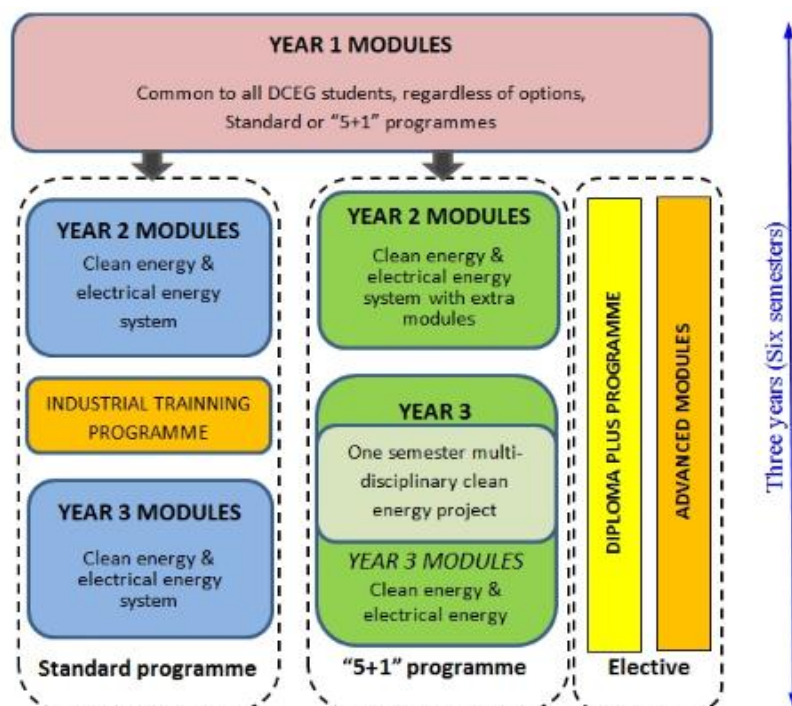 YEAR 1 MODULES
Common to all DCEG students, regardless of options,
Standard or “5+1” programmes
YEAR 2 MODULES
Clean energy &
electrical energy
system
INDUSTRIAL TRAINNING
PROGRAMME
YEAR 3 MODULES
Clean energy &
electrical energy
system
Standard programme
YEAR 2 MODULES
Clean energy &
electrical energy
system with extra
modules
YEAR 3
One semester multi-
disciplinary clean
energy project
YEAR 3 MODULES
Clean energy &
electrical energy
“5+1” programme
DIPLOMA PLUS PROGRAMME
ADVANCED MODULES
Elective
Three years (Six semesters)